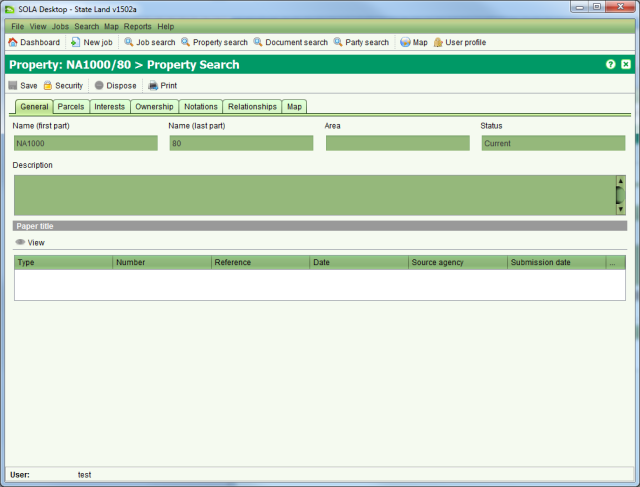 SOLA Desktop - State Land v1502a
File View Jobs Search Map Reports Help
Dashboard New job Job search Property search Document search Party search Map User profile
Property: NA1000/80 > Property Search
Save Security Dispose Print
General Parcels Interests Ownership Notations Relationships Map
Name (first part) Name (last part) Area Status
NA1000 80 Current
Description
Paper title
View
Type Number Reference Date Source agency Submission date ...
User: test